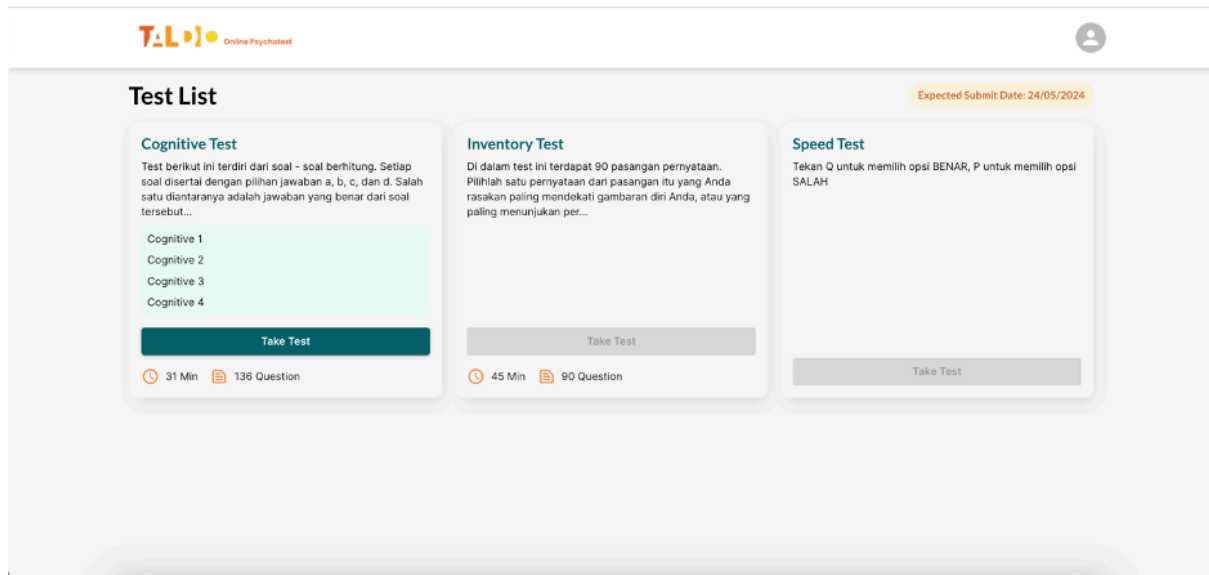 TALDIO Online Psychotest
Test List
Expected Submit Date: 24/05/2024
Cognitive Test
Test berikut ini terdiri dari soal - soal berhitung. Setiap
soal disertai dengan pilihan jawaban a, b, c, dan d. Salah
satu diantaranya adalah jawaban yang benar dari soal
tersebut...
Cognitive 1
Cognitive 2
Cognitive 3
Cognitive 4
Take Test
31 Min 136 Question
Inventory Test
Di dalam test ini terdapat 90 pasangan pernyataan.
Pilihlah satu pernyataan dari pasangan itu yang Anda
rasakan paling mendekati gambaran diri Anda, atau yang
paling menunjukan per...
Take Test
45 Min 90 Question
Speed Test
Tekan Q untuk memilih opsi BENAR, P untuk memilih opsi
SALAH
Take Test